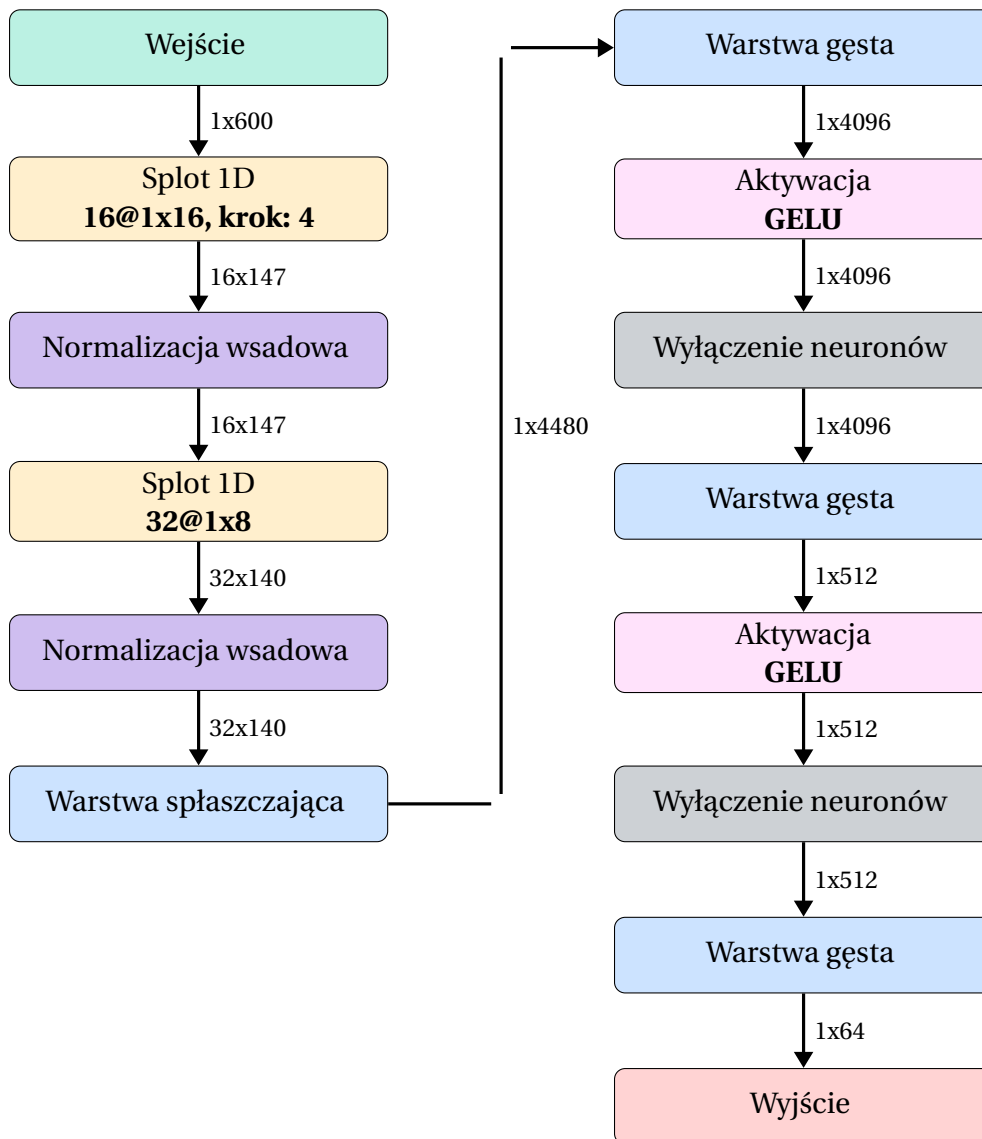 Wejście
1x600
Splot 1D
16@1x16, krok: 4
16x147
Normalizacja wsadowa
16x147
Splot 1D
32@1x8
32x140
Normalizacja wsadowa
32x140
Warstwa spłaszczająca
1x4480
Warstwa gęsta
1x4096
Aktywacja
GELU
1x4096
Wyłączenie neuronów
1x4096
Warstwa gęsta
1x512
Aktywacja
GELU
1x512
Wyłączenie neuronów
1x512
Warstwa gęsta
1x64
Wyjście